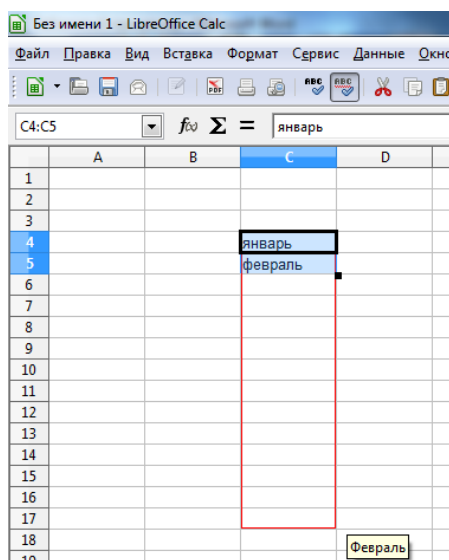 Без имени 1 - LibreOffice Calc
Файл Правка Вид Вставка Формат Сервис Данные
C4:C5 f(x) Σ = январь
A B C D
1
2
3
4 январь
5 февраль
6
7
8
9
10
11
12
13
14
15
16
17
18 Февраль